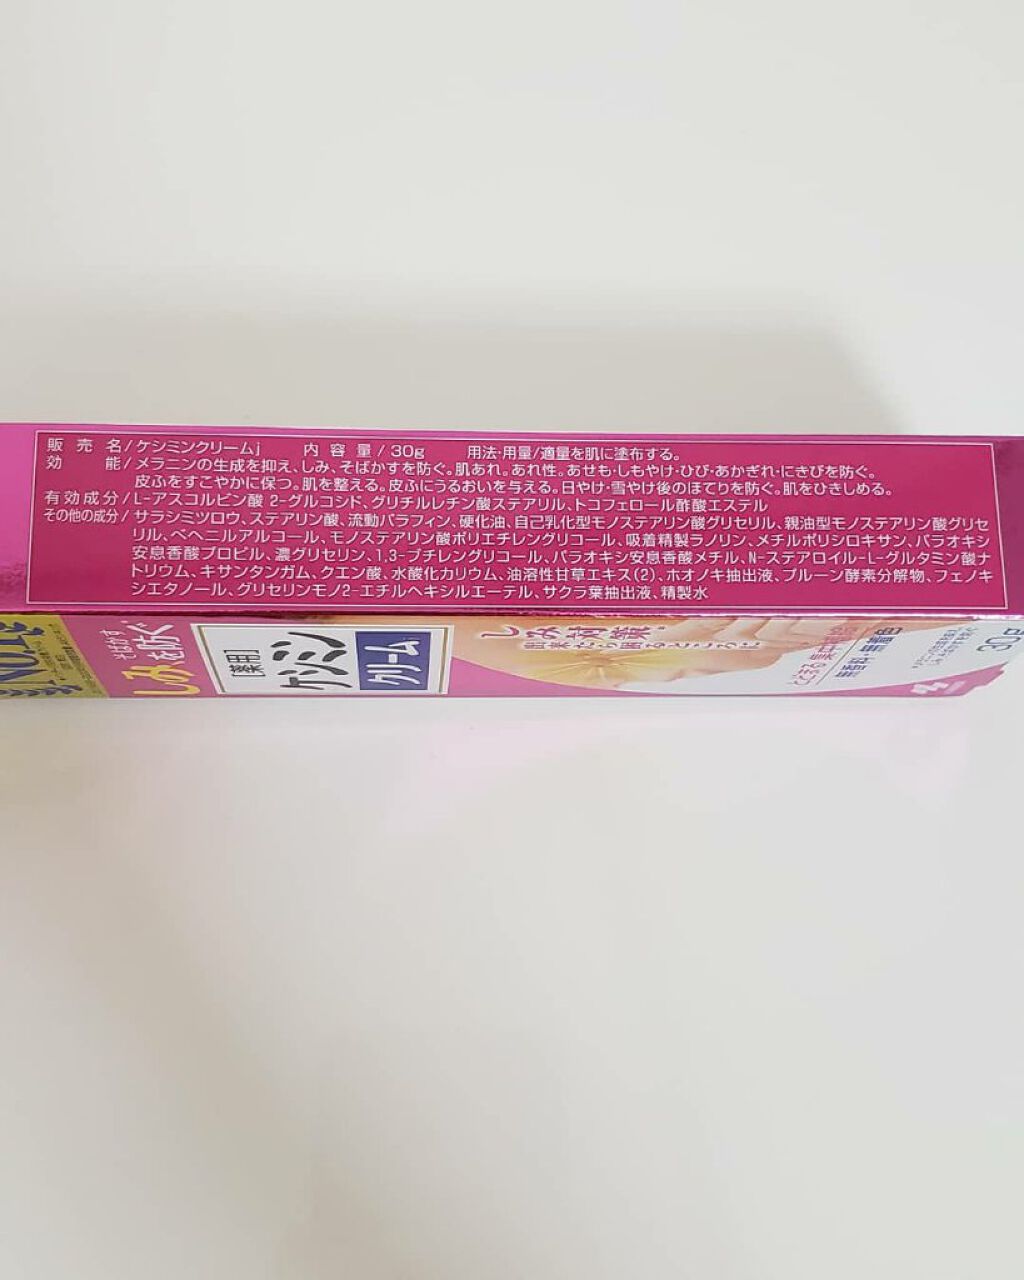 販売名/ケシミンクリームj 内容量/30g 用法・用量/適量を肌に塗布する。
効能/メラニンの生成を抑え、しみ、そばかすを防ぐ。肌あれ。あれ性。あせも・しもやけ・ひび・あかぎれ・にきびを防ぐ。
皮ふをすこやかに保つ。肌を整える。皮ふにうるおいを与える。日やけ・雪やけ後のほてりを防ぐ。肌をひきしめる。
有効成分/L-アスコルビン酸 2-グルコシド、グリチルレチン酸ステアリル、トコフェロール酢酸エステル
その他の成分/サラシミツロウ、ステアリン酸、流動パラフィン、硬化油、自己乳化型モノステアリン酸グリセリル、親油型モノステアリン酸グリセ
リル、ベヘニルアルコール、モノステアリン酸ポリエチレングリコール、吸着精製ラノリン、メチルポリシロキサン、パラオキシ
安息香酸プロピル、濃グリセリン、1,3-ブチレングリコール、パラオキシ安息香酸メチル、N-ステアロイル-L-グルタミン酸ナ
トリウム、キサンタンガム、クエン酸、水酸化カリウム、油溶性甘草エキス(2)、ホオノキ抽出液、プルーン酵素分解物、フェノキ
シエタノール、グリセリンモノ2-エチルヘキシルエーテル、サクラ葉抽出液、精製水
そばかす
しみを防ぐ
[薬用]
ケシミン
クリームj
しみ対策
無香料・無着色
30g